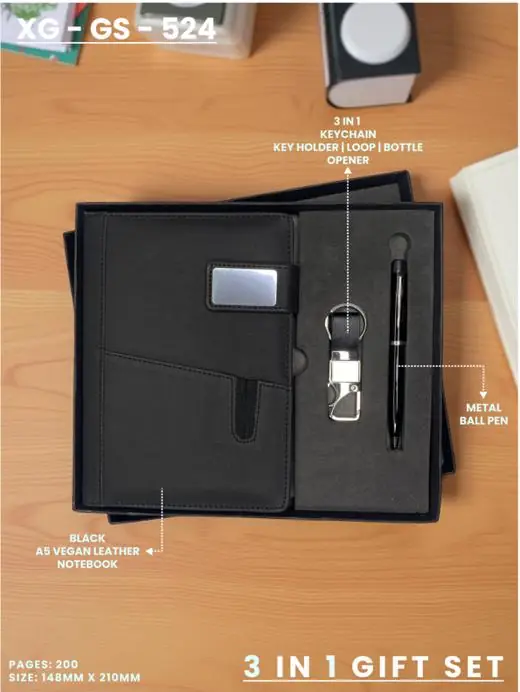 XG - GS - 524
3 IN 1
KEYCHAIN
KEY HOLDER | LOOP | BOTTLE
OPENER
METAL
BALL PEN
BLACK
A5 VEGAN LEATHER
NOTEBOOK
PAGES: 200
SIZE: 148MM X 210MM
3 IN 1 GIFT SET